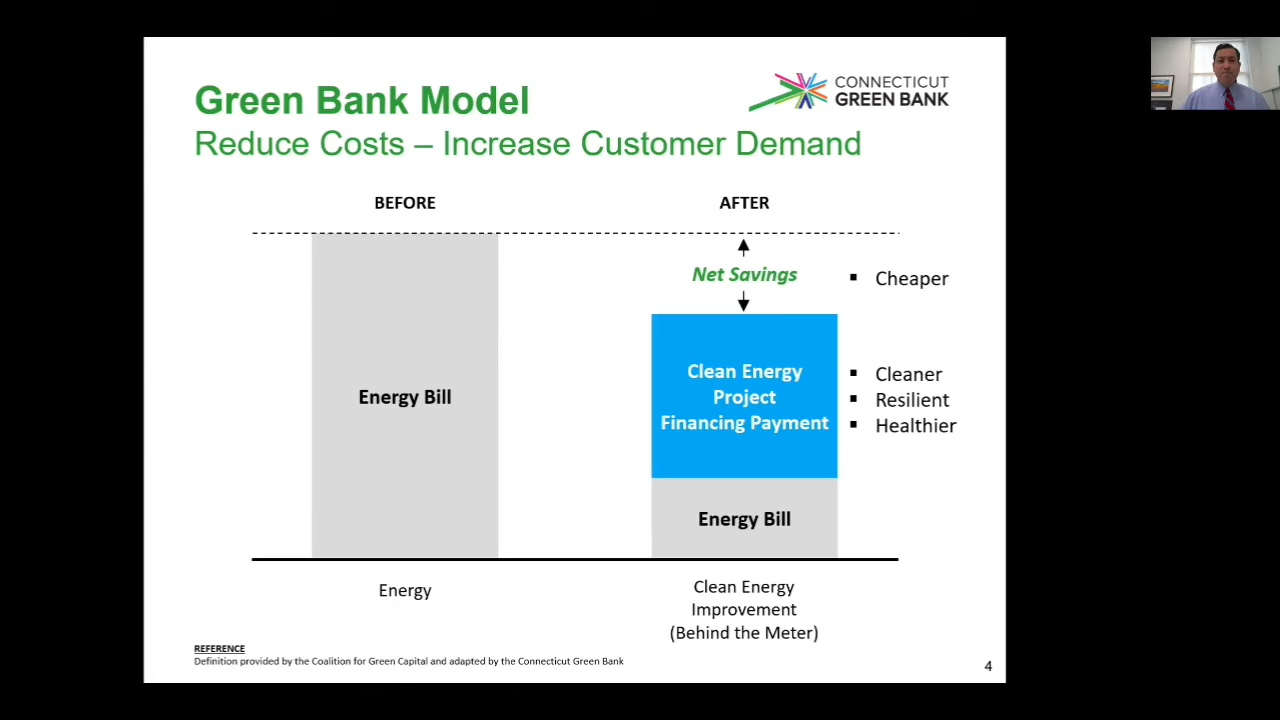 Green Bank Model
CONNECTICUT
GREEN BANK
Reduce Costs – Increase Customer Demand
BEFORE
AFTER
Net Savings
▪ Cheaper
Energy Bill
Clean Energy
Project
Financing Payment
▪ Cleaner
▪ Resilient
▪ Healthier
Energy Bill
Energy
Clean Energy
Improvement
(Behind the Meter)
REFERENCE
Definition provided by the Coalition for Green Capital and adapted by the Connecticut Green Bank
4